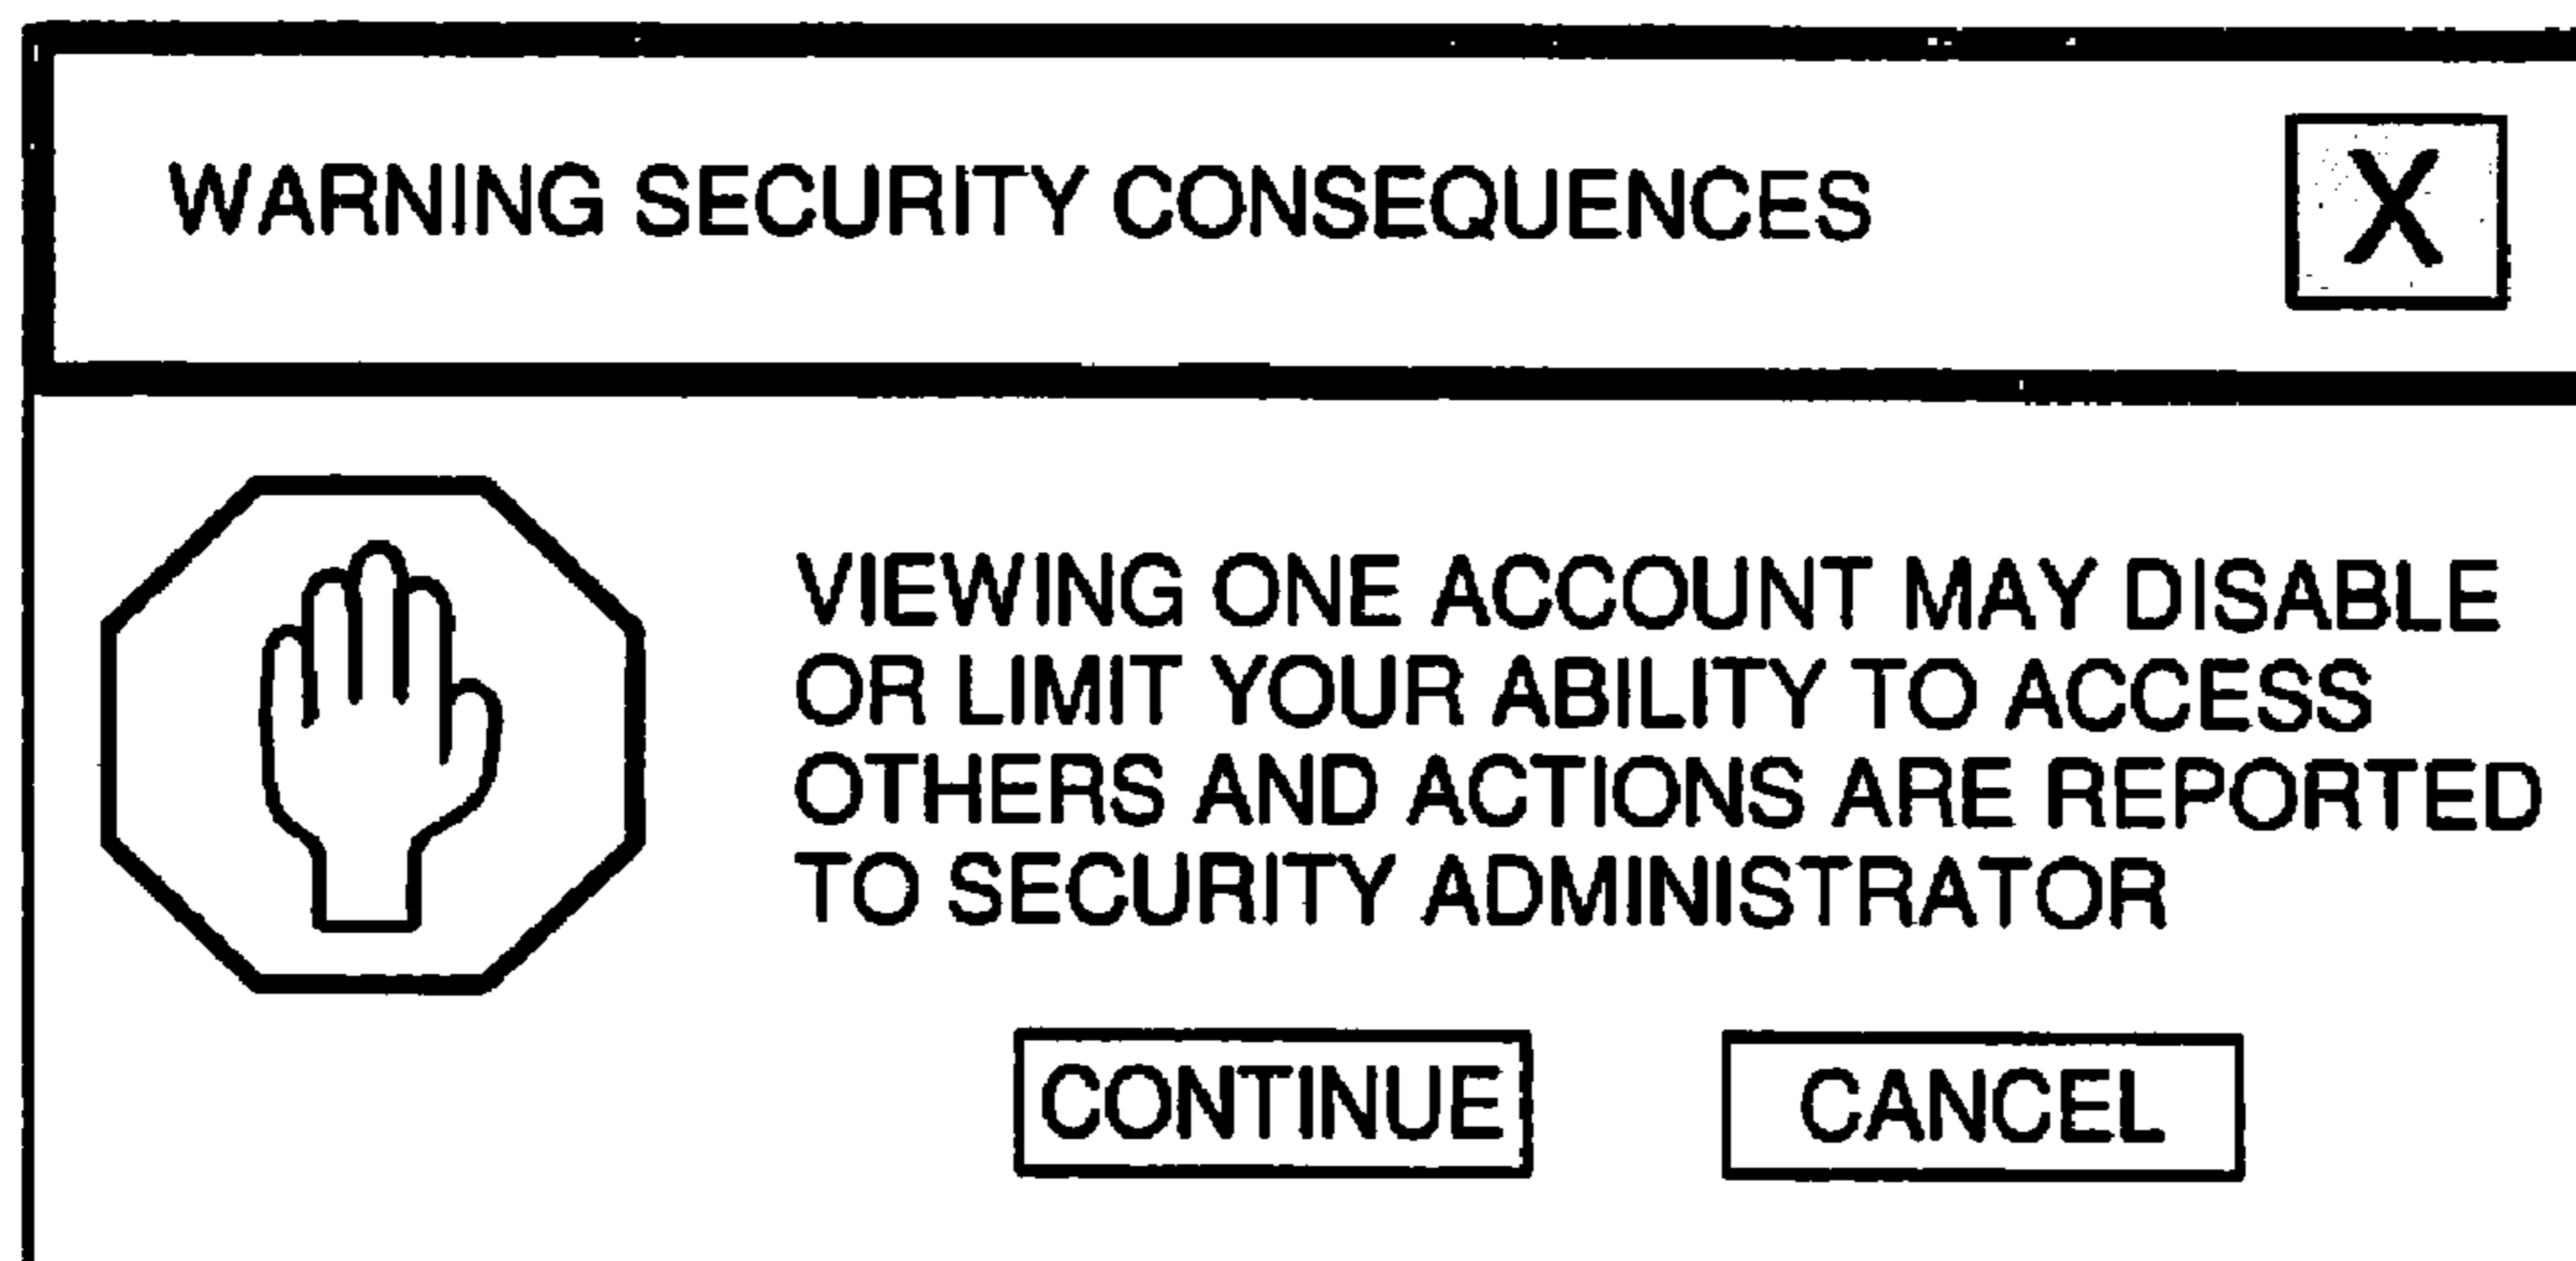 WARNING SECURITY CONSEQUENCES
X
VIEWING ONE ACCOUNT MAY DISABLE
OR LIMIT YOUR ABILITY TO ACCESS
OTHERS AND ACTIONS ARE REPORTED
TO SECURITY ADMINISTRATOR
CONTINUE CANCEL